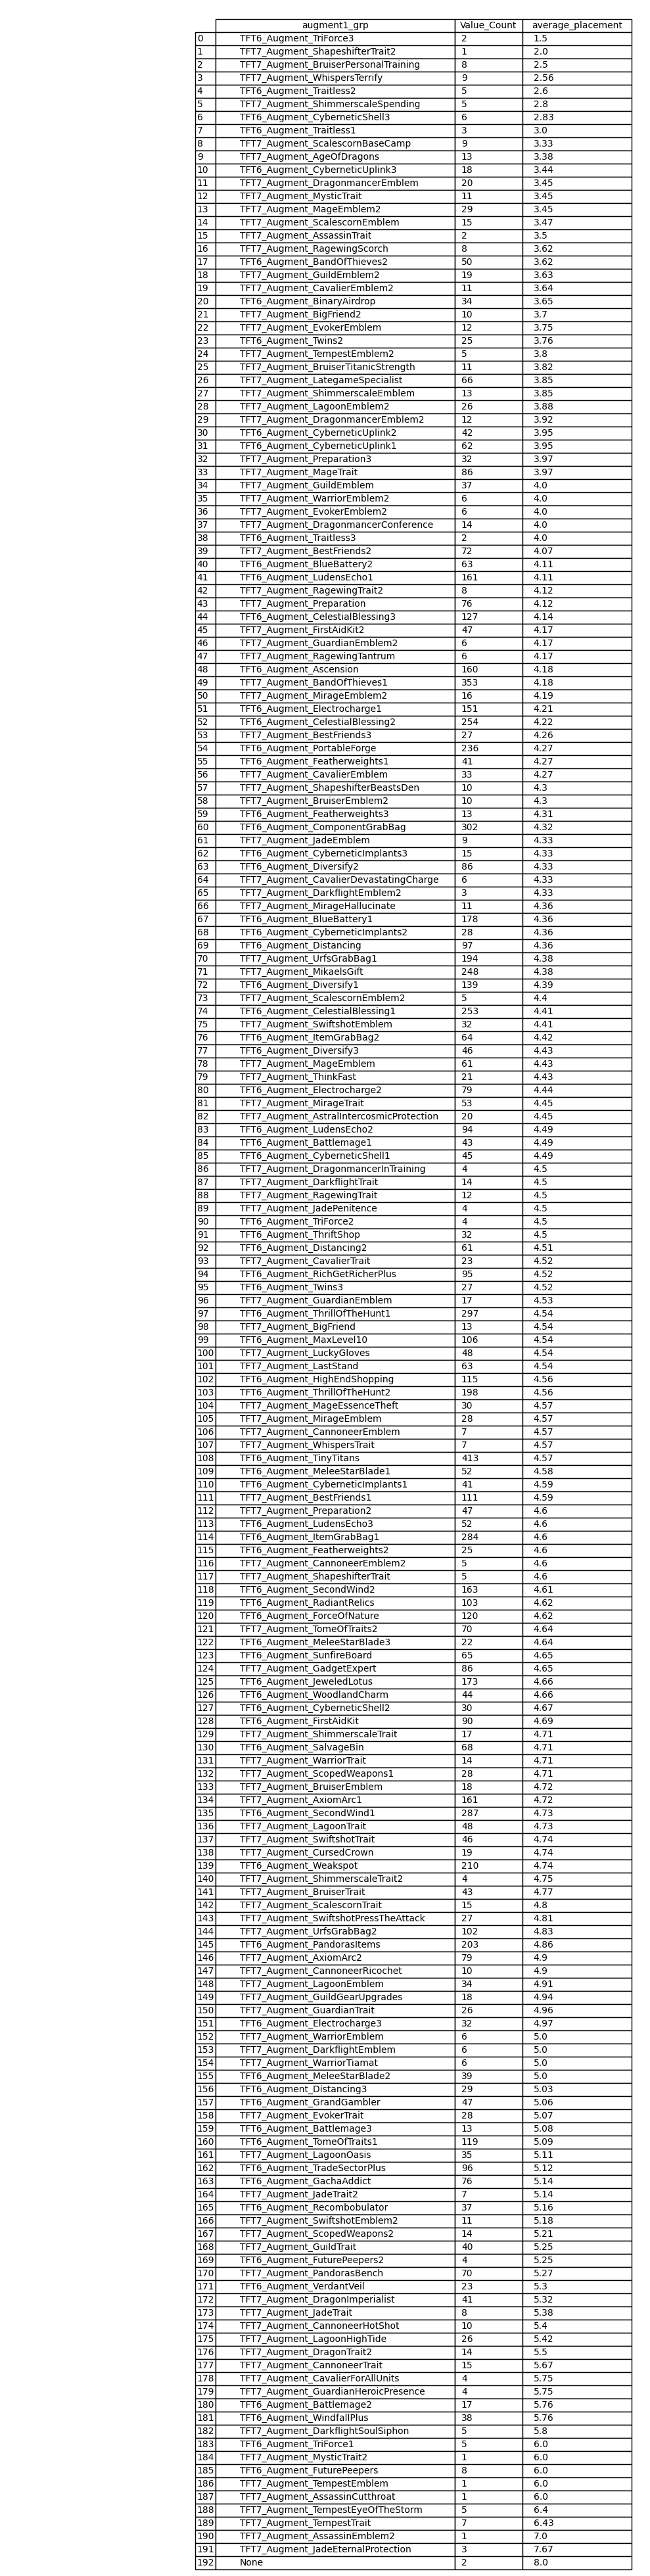 augment1_grp Value_Count average_placement
0 TFT6_Augment_TriForce3 2 1.5
1 TFT7_Augment_ShapeshifterTrait2 1 2.0
2 TFT7_Augment_BruiserPersonalTraining 8 2.5
3 TFT7_Augment_WhispersTerrify 9 2.56
4 TFT6_Augment_Traitless2 5 2.6
5 TFT7_Augment_ShimmerscaleSpending 5 2.8
6 TFT6_Augment_CyberneticShell3 6 2.83
7 TFT6_Augment_Traitless1 3 3.0
8 TFT7_Augment_ScalescornBaseCamp 9 3.33
9 TFT7_Augment_AgeOfDragons 13 3.38
10 TFT6_Augment_CyberneticUplink3 18 3.44
11 TFT7_Augment_DragonmancerEmblem 20 3.45
12 TFT7_Augment_MysticTrait 11 3.45
13 TFT7_Augment_MageEmblem2 29 3.45
14 TFT7_Augment_ScalescornEmblem 15 3.47
15 TFT7_Augment_AssassinTrait 2 3.5
16 TFT7_Augment_RagewingScorch 8 3.62
17 TFT6_Augment_BandOfThieves2 50 3.62
18 TFT7_Augment_GuildEmblem2 19 3.63
19 TFT7_Augment_CavalierEmblem2 11 3.64
20 TFT6_Augment_BinaryAirdrop 34 3.65
21 TFT7_Augment_BigFriend2 10 3.7
22 TFT7_Augment_EvokerEmblem 12 3.75
23 TFT6_Augment_Twins2 25 3.76
24 TFT7_Augment_TempestEmblem2 5 3.8
25 TFT7_Augment_BruiserTitanicStrength 11 3.82
26 TFT7_Augment_LategameSpecialist 66 3.85
27 TFT7_Augment_ShimmerscaleEmblem 13 3.85
28 TFT7_Augment_LagoonEmblem2 26 3.88
29 TFT7_Augment_DragonmancerEmblem2 12 3.92
30 TFT6_Augment_CyberneticUplink2 42 3.95
31 TFT6_Augment_CyberneticUplink1 62 3.95
32 TFT7_Augment_Preparation3 32 3.97
33 TFT7_Augment_MageTrait 86 3.97
34 TFT7_Augment_GuildEmblem 37 4.0
35 TFT7_Augment_WarriorEmblem2 6 4.0
36 TFT7_Augment_EvokerEmblem2 6 4.0
37 TFT7_Augment_DragonmancerConference 14 4.0
38 TFT6_Augment_Traitless3 2 4.0
39 TFT7_Augment_BestFriends2 72 4.07
40 TFT6_Augment_BlueBattery2 63 4.11
41 TFT6_Augment_LudensEcho1 161 4.11
42 TFT7_Augment_RagewingTrait2 8 4.12
43 TFT7_Augment_Preparation 76 4.12
44 TFT6_Augment_CelestialBlessing3 127 4.14
45 TFT7_Augment_FirstAidKit2 47 4.17
46 TFT7_Augment_GuardianEmblem2 6 4.17
47 TFT7_Augment_RagewingTantrum 6 4.17
48 TFT6_Augment_Ascension 160 4.18
49 TFT7_Augment_BandOfThieves1 353 4.18
50 TFT7_Augment_MirageEmblem2 16 4.19
51 TFT6_Augment_Electrocharge1 151 4.21
52 TFT6_Augment_CelestialBlessing2 254 4.22
53 TFT7_Augment_BestFriends3 27 4.26
54 TFT6_Augment_PortableForge 236 4.27
55 TFT6_Augment_Featherweights1 41 4.27
56 TFT7_Augment_CavalierEmblem 33 4.27
57 TFT7_Augment_ShapeshifterBeastsDen 10 4.3
58 TFT7_Augment_BruiserEmblem2 10 4.3
59 TFT6_Augment_Featherweights3 13 4.31
60 TFT6_Augment_ComponentGrabBag 302 4.32
61 TFT7_Augment_JadeEmblem 9 4.33
62 TFT6_Augment_CyberneticImplants3 15 4.33
63 TFT6_Augment_Diversify2 86 4.33
64 TFT7_Augment_CavalierDevastatingCharge 6 4.33
65 TFT7_Augment_DarkflightEmblem2 3 4.33
66 TFT7_Augment_MirageHallucinate 11 4.36
67 TFT6_Augment_BlueBattery1 178 4.36
68 TFT6_Augment_CyberneticImplants2 28 4.36
69 TFT6_Augment_Distancing 97 4.36
70 TFT7_Augment_UrfsGrabBag1 194 4.38
71 TFT7_Augment_MikaelsGift 248 4.38
72 TFT6_Augment_Diversify1 139 4.39
73 TFT7_Augment_ScalescornEmblem2 5 4.4
74 TFT6_Augment_CelestialBlessing1 253 4.41
75 TFT7_Augment_SwiftshotEmblem 32 4.41
76 TFT6_Augment_ItemGrabBag2 64 4.42
77 TFT6_Augment_Diversify3 46 4.43
78 TFT7_Augment_MageEmblem 61 4.43
79 TFT7_Augment_ThinkFast 21 4.43
80 TFT6_Augment_Electrocharge2 79 4.44
81 TFT7_Augment_MirageTrait 53 4.45
82 TFT7_Augment_AstralIntercosmicProtection 20 4.45
83 TFT6_Augment_LudensEcho2 94 4.49
84 TFT6_Augment_Battlemage1 43 4.49
85 TFT6_Augment_CyberneticShell1 45 4.49
86 TFT7_Augment_DragonmancerInTraining 4 4.5
87 TFT7_Augment_DarkflightTrait 14 4.5
88 TFT7_Augment_RagewingTrait 12 4.5
89 TFT7_Augment_JadePenitence 4 4.5
90 TFT6_Augment_TriForce2 4 4.5
91 TFT6_Augment_ThriftShop 32 4.5
92 TFT6_Augment_Distancing2 61 4.51
93 TFT7_Augment_CavalierTrait 23 4.52
94 TFT6_Augment_RichGetRicherPlus 95 4.52
95 TFT6_Augment_Twins3 27 4.52
96 TFT7_Augment_GuardianEmblem 17 4.53
97 TFT6_Augment_ThrillOfTheHunt1 297 4.54
98 TFT7_Augment_BigFriend 13 4.54
99 TFT6_Augment_MaxLevel10 106 4.54
100 TFT7_Augment_LuckyGloves 48 4.54
101 TFT7_Augment_LastStand 63 4.54
102 TFT6_Augment_HighEndShopping 115 4.56
103 TFT6_Augment_ThrillOfTheHunt2 198 4.56
104 TFT7_Augment_MageEssenceTheft 30 4.57
105 TFT7_Augment_MirageEmblem 28 4.57
106 TFT7_Augment_CannoneerEmblem 7 4.57
107 TFT7_Augment_WhispersTrait 7 4.57
108 TFT6_Augment_TinyTitans 413 4.57
109 TFT6_Augment_MeleeStarBlade1 52 4.58
110 TFT6_Augment_CyberneticImplants1 41 4.59
111 TFT7_Augment_BestFriends1 111 4.59
112 TFT7_Augment_Preparation2 47 4.6
113 TFT6_Augment_LudensEcho3 52 4.6
114 TFT6_Augment_ItemGrabBag1 284 4.6
115 TFT6_Augment_Featherweights2 25 4.6
116 TFT7_Augment_CannoneerEmblem2 5 4.6
117 TFT7_Augment_ShapeshifterTrait 5 4.6
118 TFT6_Augment_SecondWind2 163 4.61
119 TFT6_Augment_RadiantRelics 103 4.62
120 TFT6_Augment_ForceOfNature 120 4.62
121 TFT7_Augment_TomeOfTraits2 70 4.64
122 TFT6_Augment_MeleeStarBlade3 22 4.64
123 TFT6_Augment_SunfireBoard 65 4.65
124 TFT7_Augment_GadgetExpert 86 4.65
125 TFT6_Augment_JeweledLotus 173 4.66
126 TFT6_Augment_WoodlandCharm 44 4.66
127 TFT6_Augment_CyberneticShell2 30 4.67
128 TFT6_Augment_FirstAidKit 90 4.69
129 TFT7_Augment_ShimmerscaleTrait 17 4.71
130 TFT6_Augment_SalvageBin 68 4.71
131 TFT7_Augment_WarriorTrait 14 4.71
132 TFT7_Augment_ScopedWeapons1 28 4.71
133 TFT7_Augment_BruiserEmblem 18 4.72
134 TFT7_Augment_AxiomArc1 161 4.72
135 TFT6_Augment_SecondWind1 287 4.73
136 TFT7_Augment_LagoonTrait 48 4.73
137 TFT7_Augment_SwiftshotTrait 46 4.74
138 TFT7_Augment_CursedCrown 19 4.74
139 TFT6_Augment_Weakspot 210 4.74
140 TFT7_Augment_ShimmerscaleTrait2 4 4.75
141 TFT7_Augment_BruiserTrait 43 4.77
142 TFT7_Augment_ScalescornTrait 15 4.8
143 TFT7_Augment_SwiftshotPressTheAttack 27 4.81
144 TFT7_Augment_UrfsGrabBag2 102 4.83
145 TFT6_Augment_PandorasItems 203 4.86
146 TFT7_Augment_AxiomArc2 79 4.9
147 TFT7_Augment_CannoneerRicochet 10 4.9
148 TFT7_Augment_LagoonEmblem 34 4.91
149 TFT7_Augment_GuildGearUpgrades 18 4.94
150 TFT7_Augment_GuardianTrait 26 4.96
151 TFT6_Augment_Electrocharge3 32 4.97
152 TFT7_Augment_WarriorEmblem 6 5.0
153 TFT7_Augment_DarkflightEmblem 6 5.0
154 TFT7_Augment_WarriorTiamat 6 5.0
155 TFT6_Augment_MeleeStarBlade2 39 5.0
156 TFT6_Augment_Distancing3 29 5.03
157 TFT6_Augment_GrandGambler 47 5.06
158 TFT7_Augment_EvokerTrait 28 5.07
159 TFT6_Augment_Battlemage3 13 5.08
160 TFT6_Augment_TomeOfTraits1 119 5.09
161 TFT7_Augment_LagoonOasis 35 5.11
162 TFT6_Augment_TradeSectorPlus 96 5.12
163 TFT6_Augment_GachaAddict 76 5.14
164 TFT7_Augment_JadeTrait2 7 5.14
165 TFT6_Augment_Recombobulator 37 5.16
166 TFT7_Augment_SwiftshotEmblem2 11 5.18
167 TFT7_Augment_ScopedWeapons2 14 5.21
168 TFT7_Augment_GuildTrait 40 5.25
169 TFT6_Augment_FuturePeepers2 4 5.25
170 TFT7_Augment_PandorasBench 70 5.27
171 TFT6_Augment_VerdantVeil 23 5.3
172 TFT7_Augment_DragonImperialist 41 5.32
173 TFT7_Augment_JadeTrait 8 5.38
174 TFT7_Augment_CannoneerHotShot 10 5.4
175 TFT7_Augment_LagoonHighTide 26 5.42
176 TFT7_Augment_DragonTrait2 14 5.5
177 TFT7_Augment_CannoneerTrait 15 5.67
178 TFT7_Augment_CavalierForAllUnits 4 5.75
179 TFT7_Augment_GuardianHeroicPresence 4 5.75
180 TFT6_Augment_Battlemage2 17 5.76
181 TFT6_Augment_WindfallPlus 38 5.76
182 TFT7_Augment_DarkflightSoulSiphon 5 5.8
183 TFT6_Augment_TriForce1 5 6.0
184 TFT7_Augment_MysticTrait2 1 6.0
185 TFT6_Augment_FuturePeepers 8 6.0
186 TFT7_Augment_TempestEmblem 1 6.0
187 TFT7_Augment_AssassinCutthroat 1 6.0
188 TFT7_Augment_TempestEyeOfTheStorm 5 6.4
189 TFT7_Augment_TempestTrait 7 6.43
190 TFT7_Augment_AssassinEmblem2 1 7.0
191 TFT7_Augment_JadeEternalProtection 3 7.67
192 None 2 8.0